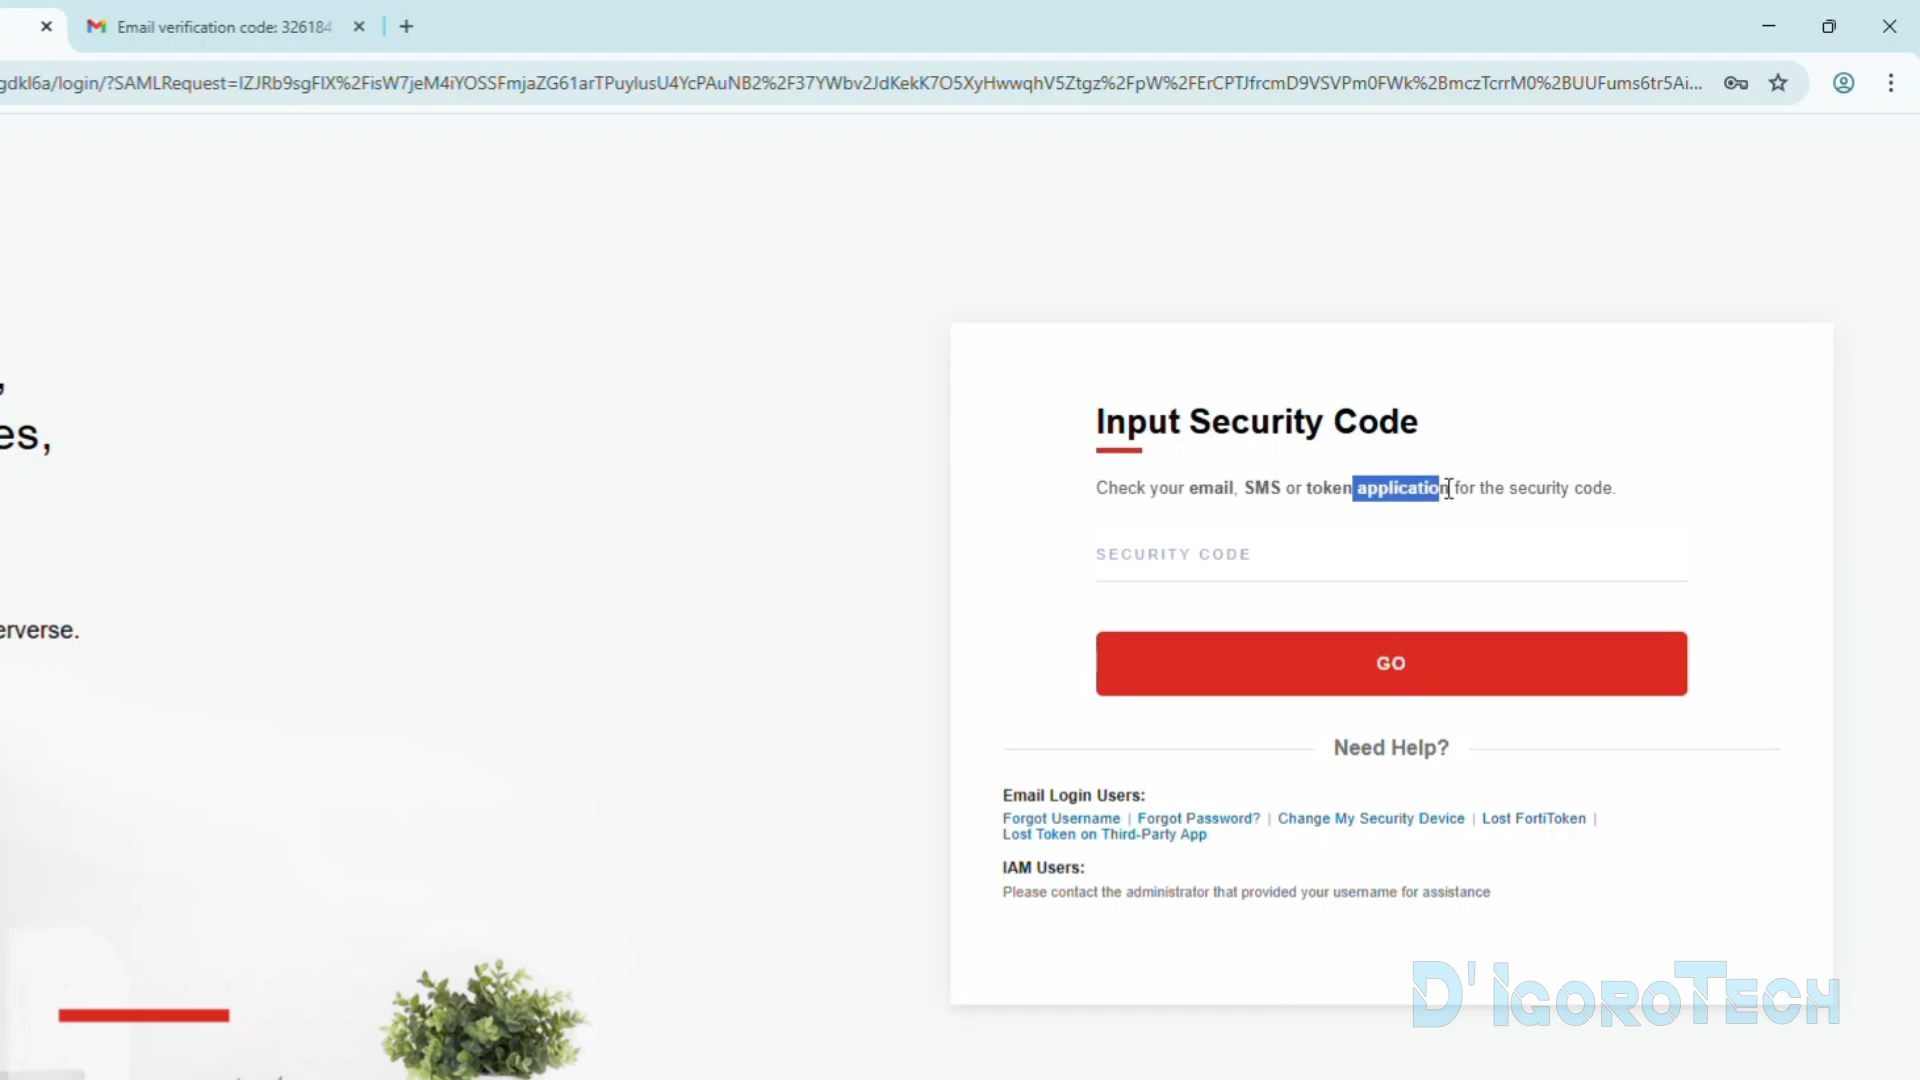 Email verification code: 326184
gdkl6a/login/?SAMLRequest=lZJRb9sgFIX%2FisW7jeM4iYOSSFmjaZG61arTPuylusU4YcPAuNB2%2F37YWbv2JdKekK7O5XyHwwqhV5Ztgz%2FpW%2FErCPTJfrcmD9VSVPm0FWk%2BmczTcrrM0%2BUUFums6tr5Ai...
,
es,
erverse.
Input Security Code
Check your email, SMS or token application for the security code.
SECURITY CODE
GO
Need Help?
Email Login Users:
Forgot Username | Forgot Password? | Change My Security Device | Lost FortiToken |
Lost Token on Third-Party App
IAM Users:
Please contact the administrator that provided your username for assistance
D'IGOROTECH